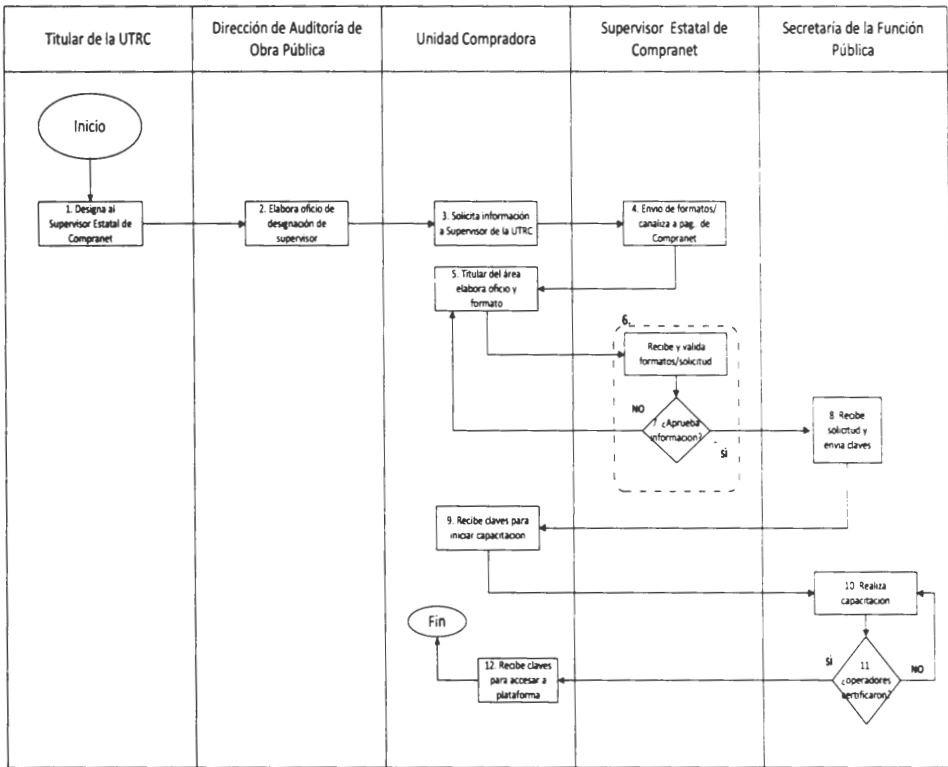 Titular de la UTRC
Dirección de Auditoría de
Obra Pública
Unidad Compradora
Supervisor Estatal de
Compranet
Secretaría de la Función
Pública
Inicio
1. Designa al
Supervisor Estatal de
Compranet
2. Elabora oficio de
designación de
supervisor
3. Solicita información
a Supervisor de la UTRC
4. Envio de formatos/
canaliza a pag. de
Compranet
5. Titular del área
elabora oficio y
formato
6.
Recibe y valida
formatos/solicitud
NO
7 ¿Aprueba
informacion?
SÍ
8 Recibe
solicitud y
envia claves
9. Recibe claves para
iniciar capacitacion
10 Realiza
capacitacion
Fin
12. Recibe claves
para accesar a
plataforma
SÍ
11
¿operadores
certificaron?
NO